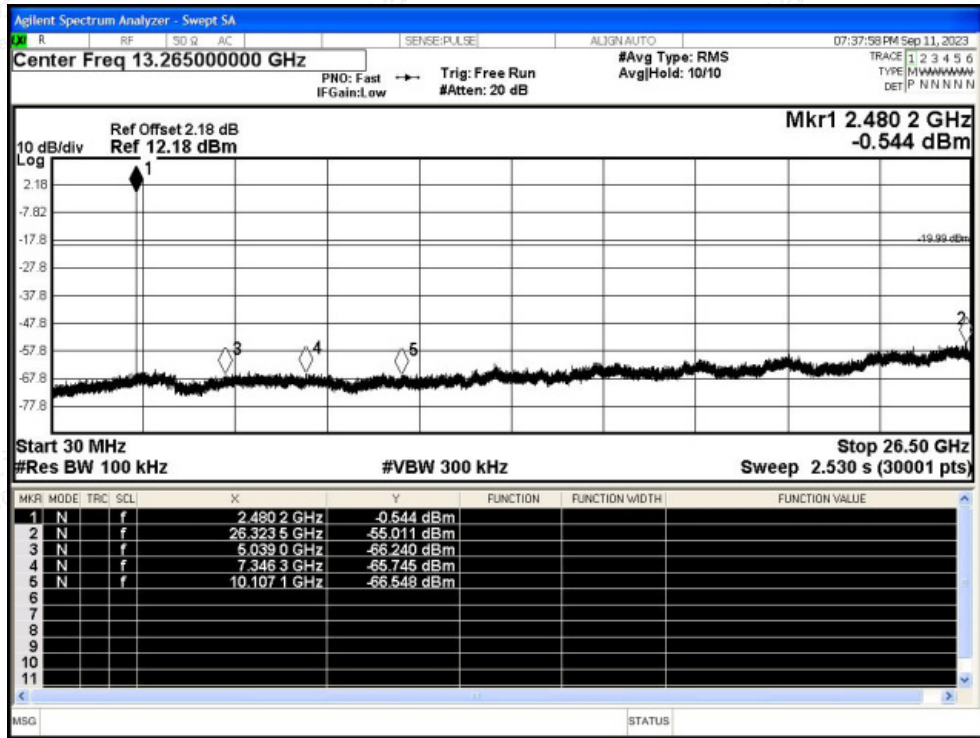 Agilent Spectrum Analyzer - Swept SA
LXI R RF 50 Ω AC SENSE:PULSE ALIGN AUTO 07:37:58 PM Sep 11, 2023
Center Freq 13.265000000 GHz #Avg Type: RMS TRACE 1 2 3 4 5 6
PNO: Fast Trig: Free Run Avg|Hold: 10/10 TYPE M WWWWW
IFGain:Low #Atten: 20 dB DET P N N N N N
Mkr1 2.480 2 GHz
Ref Offset 2.18 dB
10 dB/div Ref 12.18 dBm -0.544 dBm
Log
1
2.18
-7.82
-17.8
-19.99 dBm
-27.8
-37.8
-47.8
2
-57.8
3 4 5
-67.8
-77.8
Start 30 MHz Stop 26.50 GHz
#Res BW 100 kHz #VBW 300 kHz Sweep 2.530 s (30001 pts)
MKR MODE TRC SCL X Y FUNCTION FUNCTION WIDTH FUNCTION VALUE
1 N f 2.480 2 GHz -0.544 dBm
2 N f 26.323 5 GHz -55.011 dBm
3 N f 5.039 0 GHz -66.240 dBm
4 N f 7.346 3 GHz -65.745 dBm
5 N f 10.107 1 GHz -66.548 dBm
6
7
8
9
10
11
MSG STATUS